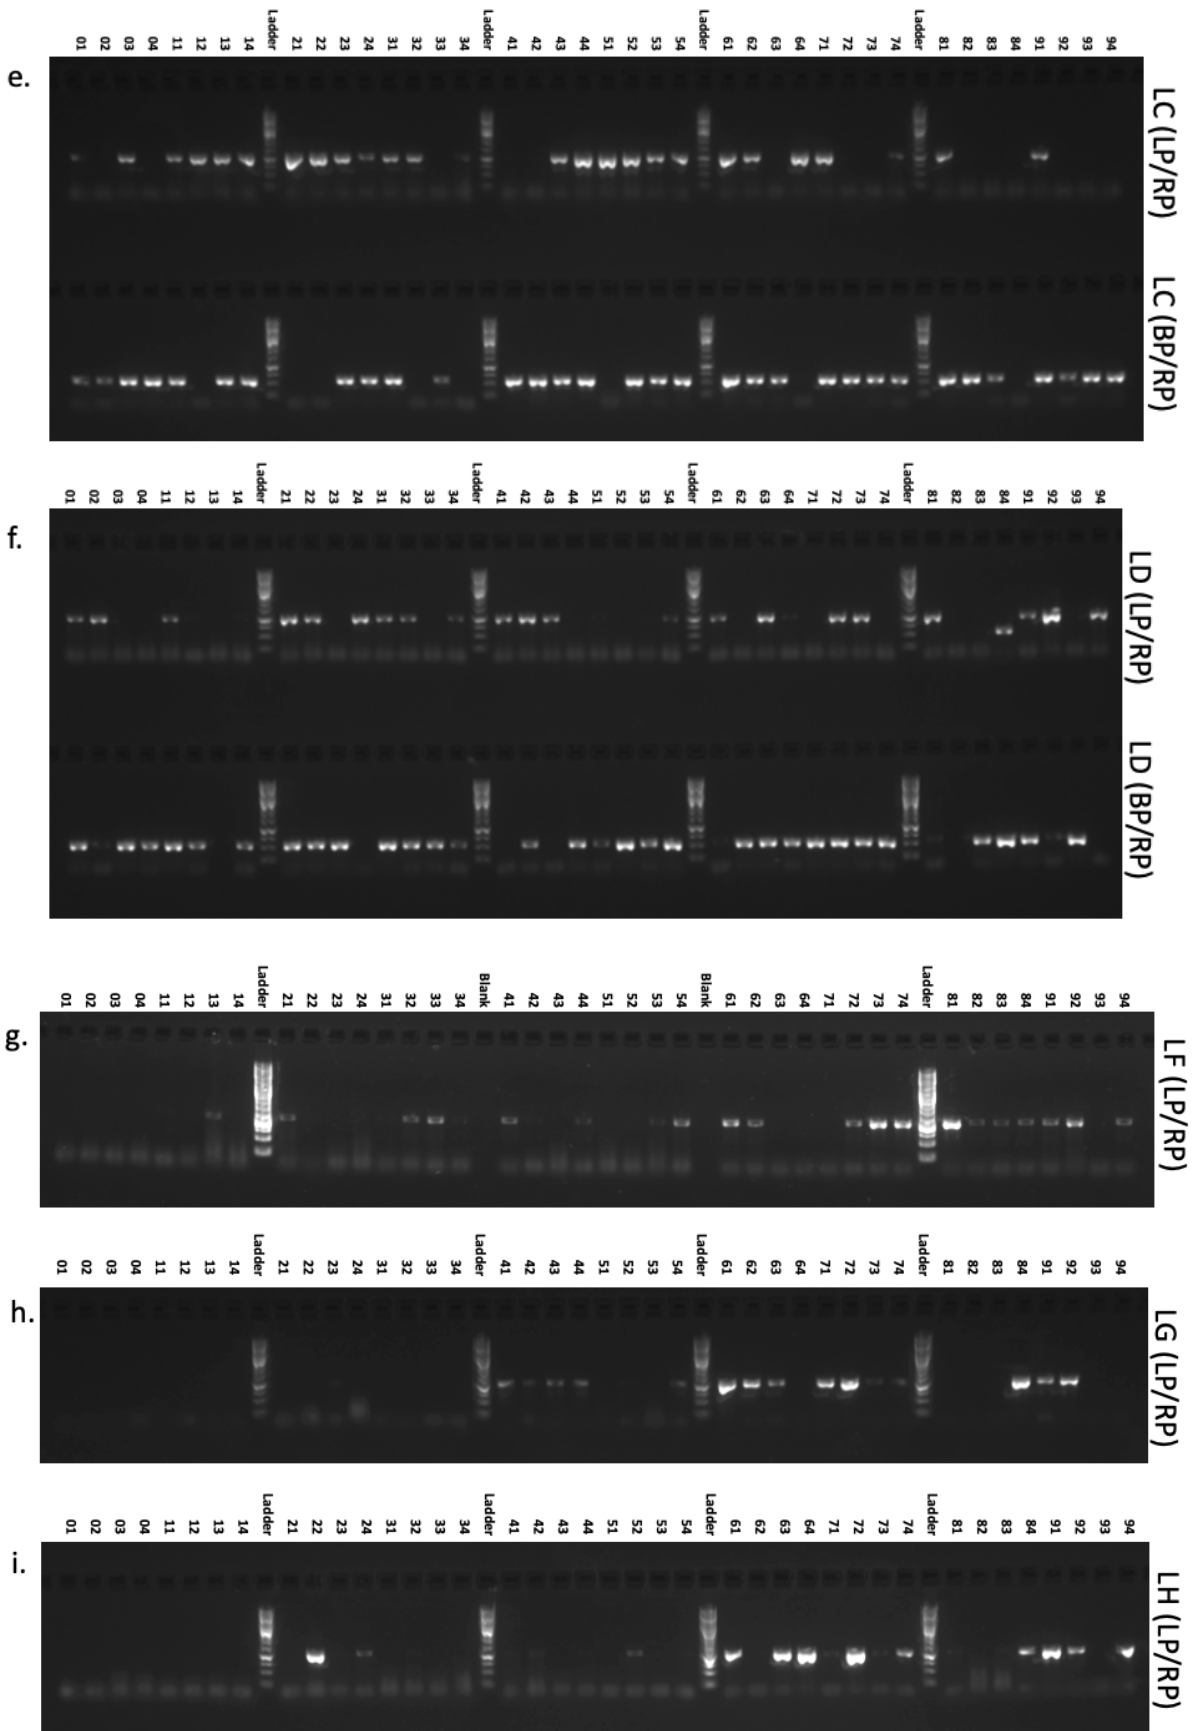 01 02 03 04 11 12 13 14 Ladder 21 22 23 24 31 32 33 34 Ladder 41 42 43 44 51 52 53 54 Ladder 61 62 63 64 71 72 73 74 Ladder 81 82 83 84 91 92 93 94
e.
LC (LP/RP)
LC (BP/RP)
01 02 03 04 11 12 13 14 Ladder 21 22 23 24 31 32 33 34 Ladder 41 42 43 44 51 52 53 54 Ladder 61 62 63 64 71 72 73 74 Ladder 81 82 83 84 91 92 93 94
f.
LD (LP/RP)
LD (BP/RP)
01 02 03 04 11 12 13 14 Ladder 21 22 23 24 31 32 33 34 Blank 41 42 43 44 51 52 53 54 Blank 61 62 63 64 71 72 73 74 Ladder 81 82 83 84 91 92 93 94
g.
LF (LP/RP)
01 02 03 04 11 12 13 14 Ladder 21 22 23 24 31 32 33 34 Ladder 41 42 43 44 51 52 53 54 Ladder 61 62 63 64 71 72 73 74 Ladder 81 82 83 84 91 92 93 94
h.
LG (LP/RP)
01 02 03 04 11 12 13 14 Ladder 21 22 23 24 31 32 33 34 Ladder 41 42 43 44 51 52 53 54 Ladder 61 62 63 64 71 72 73 74 Ladder 81 82 83 84 91 92 93 94
i.
LH (LP/RP)